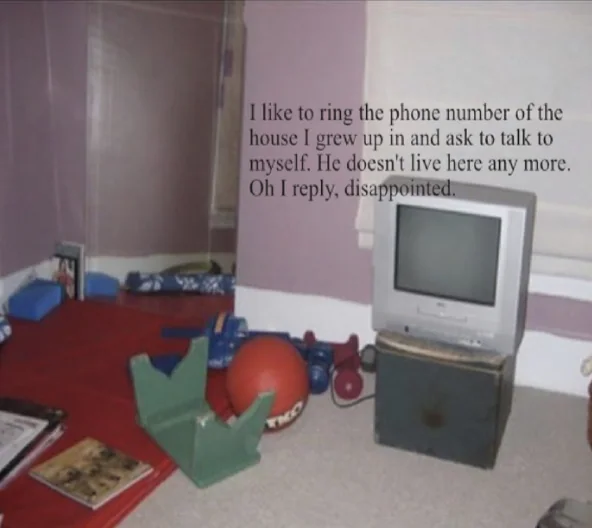 I like to ring the phone number of the
house I grew up in and ask to talk to
myself. He doesn't live here any more.
Oh I reply, disappointed.
TKO